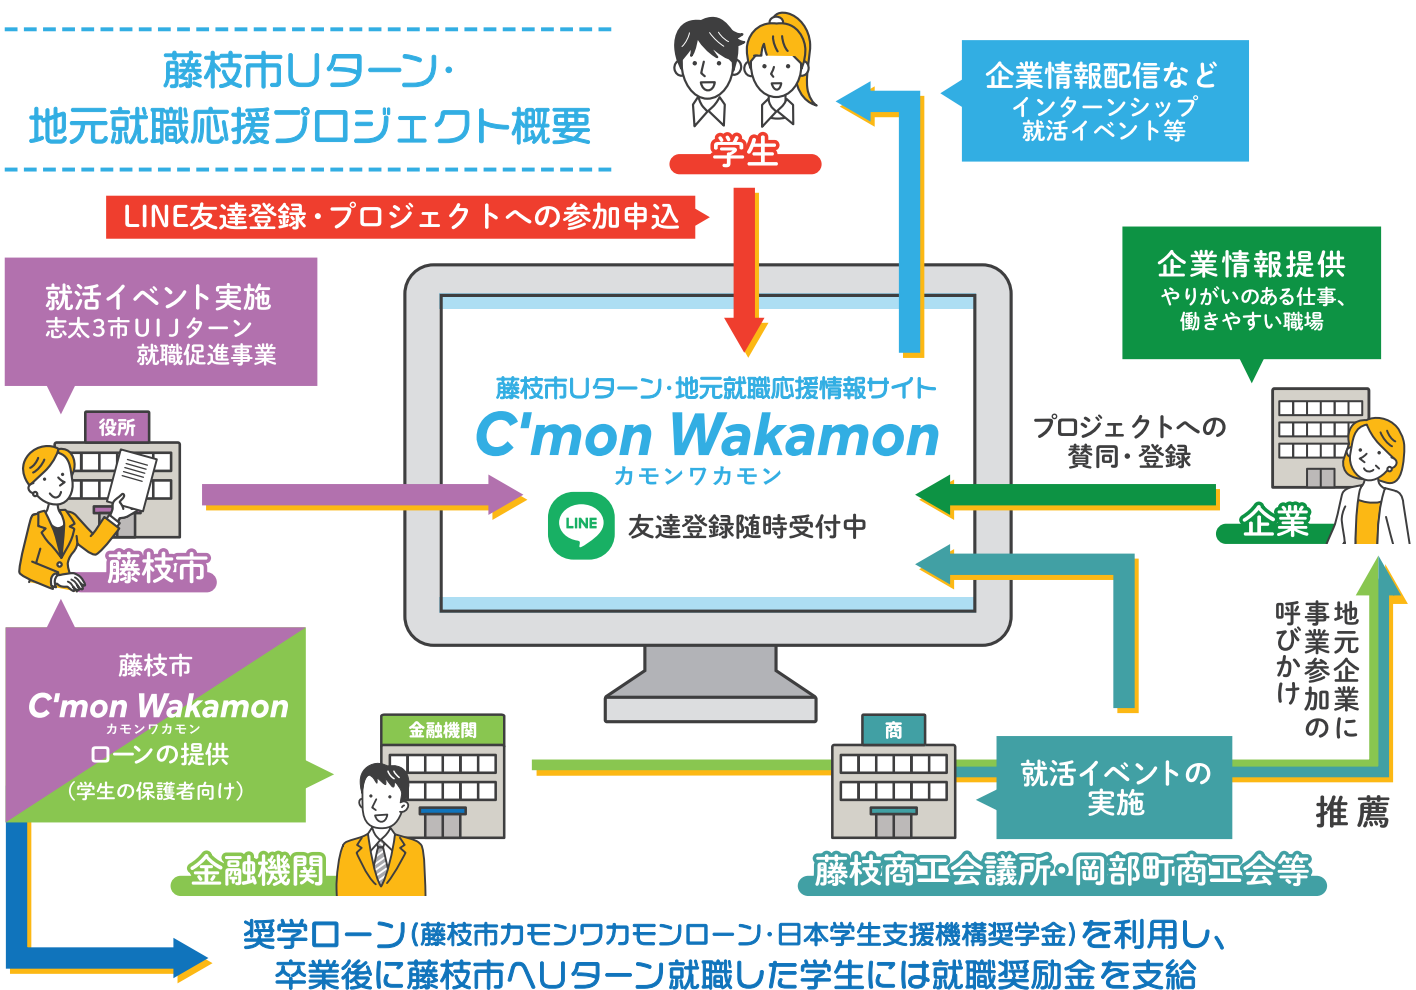 藤枝市Uターン・
地元就職応援プロジェクト概要
学生
企業情報配信など
インターンシップ
就活イベント等
LINE友達登録・プロジェクトへの参加申込
就活イベント実施
志太3市UIJターン
就職促進事業
役所
藤枝市
藤枝市Uターン・地元就職応援情報サイト
C'mon Wakamon
カモンワカモン
LINE
友達登録随時受付中
企業情報提供
やりがいのある仕事、
働きやすい職場
プロジェクトへの
賛同・登録
企業
地元企業に
事業参加の
呼びかけ
推薦
藤枝市
C'mon Wakamon
カモンワカモン
ローンの提供
(学生の保護者向け)
金融機関
金融機関
商
就活イベントの
実施
藤枝商工会議所・岡部町商工会等
奨学ローン(藤枝市カモンワカモンローン・日本学生支援機構奨学金)を利用し、
卒業後に藤枝市へUターン就職した学生には就職奨励金を支給